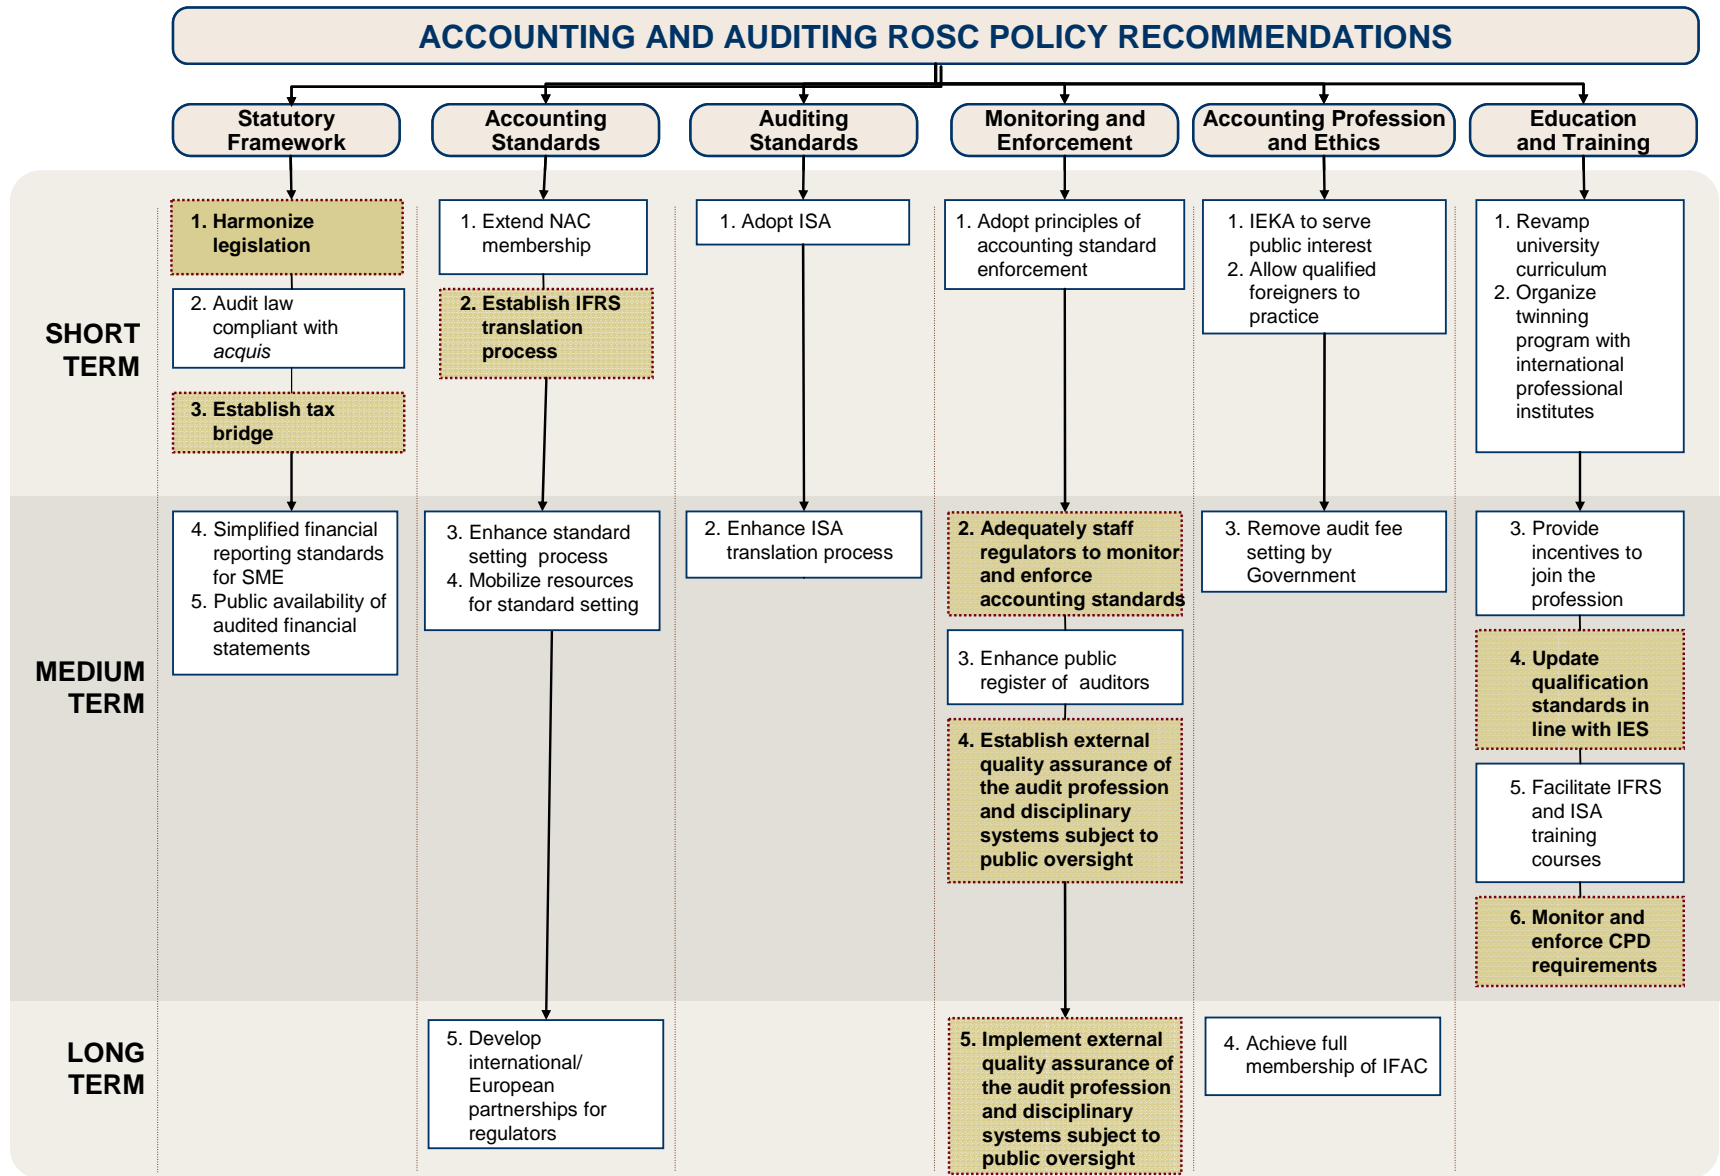 ACCOUNTING AND AUDITING ROSC POLICY RECOMMENDATIONS
Statutory
Framework
Accounting
Standards
Auditing
Standards
Monitoring and
Enforcement
Accounting Profession
and Ethics
Education
and Training
SHORT
TERM
1. Harmonize
legislation
2. Audit law
compliant with
acquis
3. Establish tax
bridge
1. Extend NAC
membership
2. Establish IFRS
translation
process
1. Adopt ISA
1. Adopt principles of
accounting standard
enforcement
1. IEKA to serve
public interest
2. Allow qualified
foreigners to
practice
1. Revamp
university
curriculum
2. Organize
twinning
program with
international
professional
institutes
MEDIUM
TERM
4. Simplified financial
reporting standards
for SME
5. Public availability of
audited financial
statements
3. Enhance standard
setting process
4. Mobilize resources
for standard setting
2. Enhance ISA
translation process
2. Adequately staff
regulators to monitor
and enforce
accounting standards
3. Enhance public
register of auditors
4. Establish external
quality assurance of
the audit profession
and disciplinary
systems subject to
public oversight
3. Remove audit fee
setting by
Government
3. Provide
incentives to
join the
profession
4. Update
qualification
standards in
line with IES
5. Facilitate IFRS
and ISA
training
courses
6. Monitor and
enforce CPD
requirements
LONG
TERM
5. Develop
international/
European
partnerships for
regulators
5. Implement external
quality assurance of
the audit profession
and disciplinary
systems subject to
public oversight
4. Achieve full
membership of IFAC